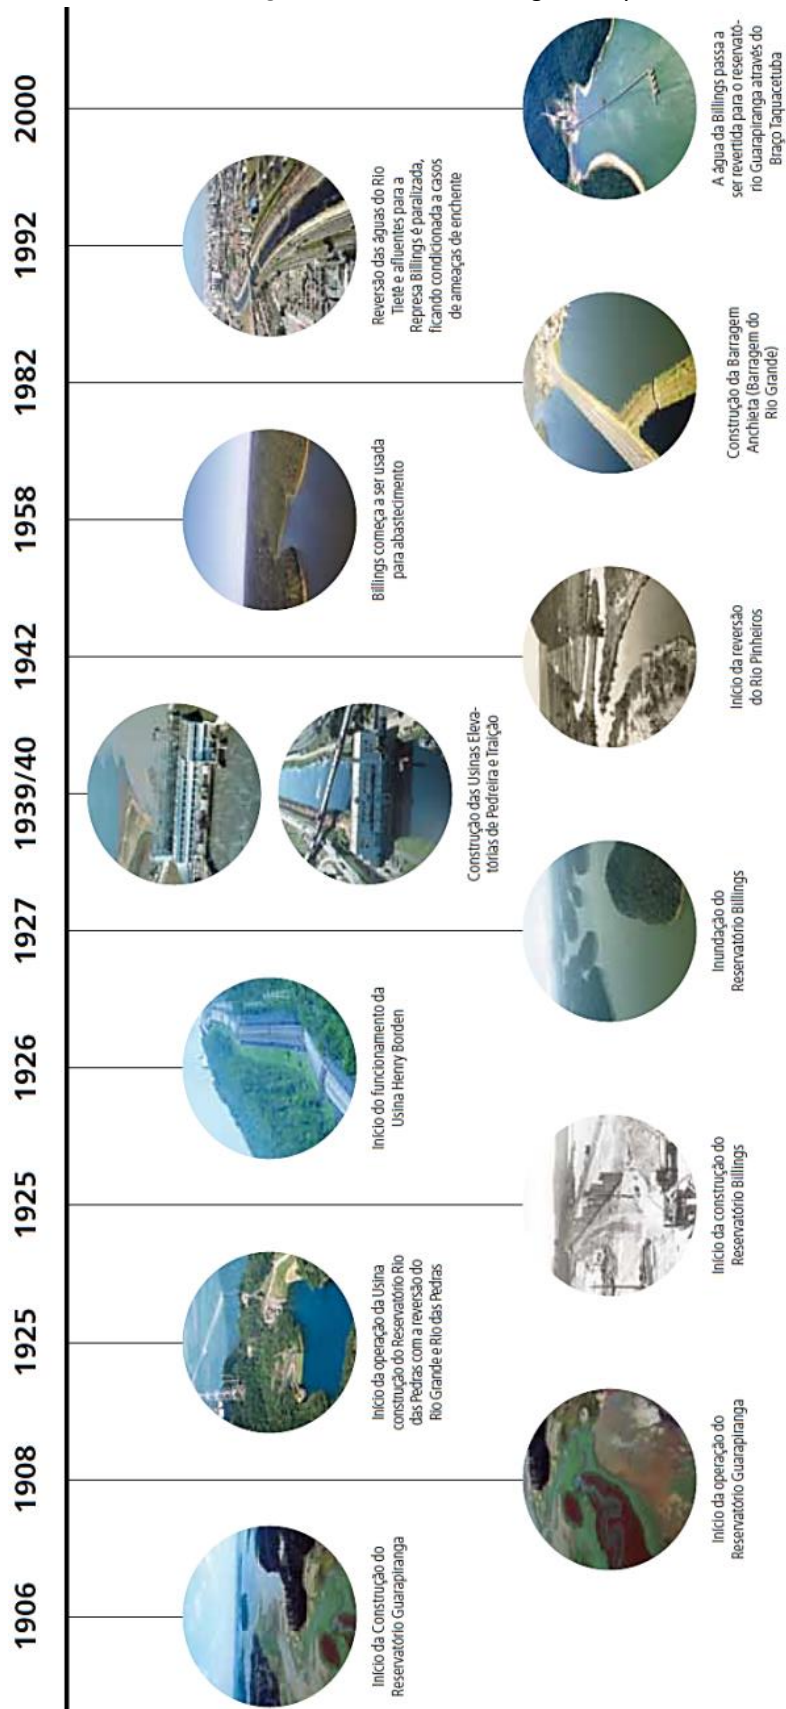 1906
Início da Construção do
Reservatório Guarapiranga
1908
Início da operação do
Reservatório Guarapiranga
1925
Início da operação da Usina
construção do Reservatório Rio
das Pedras com a reversão do
Rio Grande e Rio das Pedras
1925
Início da construção do
Reservatório Billings
1926
Início do funcionamento da
Usina Henry Borden
1927
Inundação do
Reservatório Billings
1939/40
Construção das Usinas Eleva-
tórias de Pedreira e Traição
1942
Início da reversão
do Rio Pinheiros
1958
Billings começa a ser usada
para abastecimento
1982
Construção da Barragem
Anchieta (Barragem do
Rio Grande)
1992
Reversão das águas do Rio
Tietê e afluentes para a
Represa Billings é paralizada,
ficando condicionada a casos
de ameaças de enchente
2000
A água da Billings passa a
ser revertida para o reservató-
rio Guarapiranga através do
Braço Taquacetuba